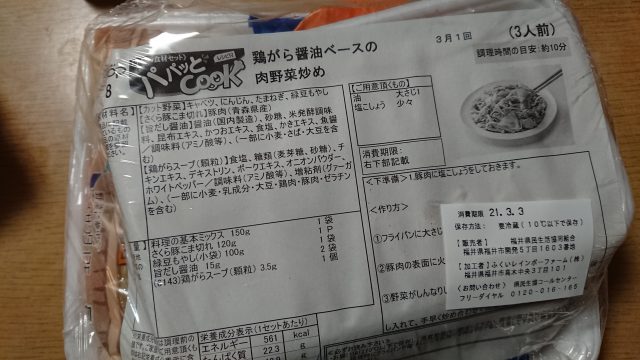 (食材セット)
パパッと
COOK
レシピ付
鶏がら醤油ベースの
肉野菜炒め
3月1回
(3人前)
調理時間の目安:約10分
B
【カット野菜】キャベツ、にんじん、たまねぎ、緑豆もやし
【さくら豚こま切れ】豚肉(青森県産)
【旨だし醤油】醤油(国内製造)、砂糖、米発酵調味
料、昆布エキス、かつおエキス、食塩、かきエキス、魚醤
/調味料(アミノ酸等)、(一部に小麦・さば・大豆を含
む)
【鶏がらスープ(顆粒)】食塩、糖類(麦芽糖、砂糖)、チ
キンエキス、デキストリン、ポークエキス、オニオンパウダー、
ホワイトペッパー/調味料(アミノ酸等)、増粘剤(グァーガ
ム)、(一部に小麦・乳成分・大豆・鶏肉・豚肉・ゼラチン
を含む)
【ご用意頂くもの】
油 大さじ1
塩こしょう 少々
消費期限:
右下部記載
料理の基本ミックス 150g 1袋
さくら豚こま切れ 120g 1P
緑豆もやし(小袋) 100g 2袋
旨だし醤油 15g 1個
鶏がらスープ(顆粒) 3.5g
<下準備>1.豚肉に塩こしょうをしておきます。
<作り方>
①フライパンに大さじ
②豚肉の表面に火
③野菜がしんなり
し入れて、手早く炒め
消費期限 21.3.3
保存方法: 要冷蔵(10℃以下で保存)
【販売者】 福井県民生活協同組合
福井県福井市開発5丁目1603番地
【加工者】ふくいレインボーファーム(株)
福井県福井市高木中央3丁目101
《お問い合わせ》 県民生協コールセンター
フリーダイヤル 0120-016-165
栄養成分表示(1セットあたり)
エネルギー 561 kcal
たんぱく質 22.3 g